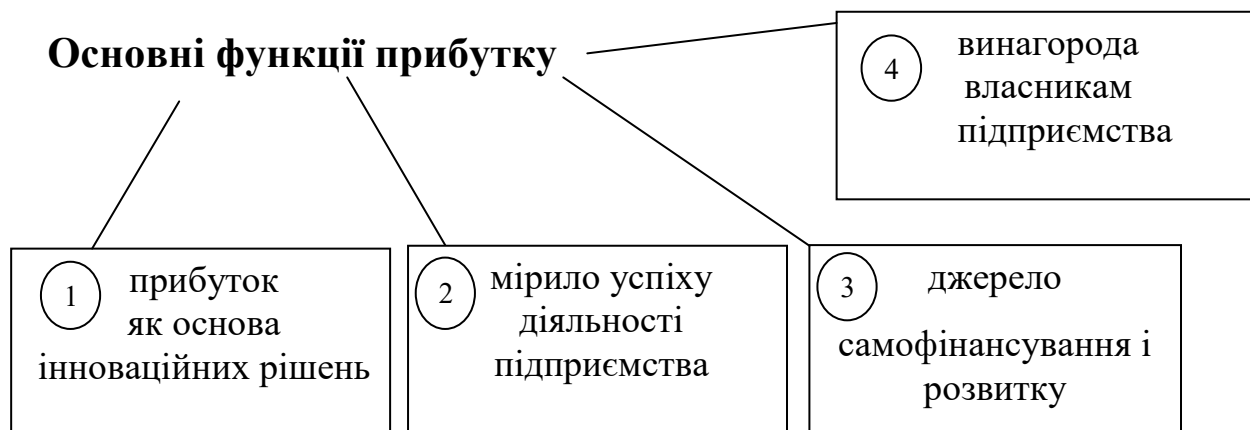 Основні функції прибутку
4
винагорода
власникам
підприємства
1
прибуток
як основа
інноваційних рішень
2
мірило успіху
діяльності
підприємства
3
джерело
самофінансування і
розвитку